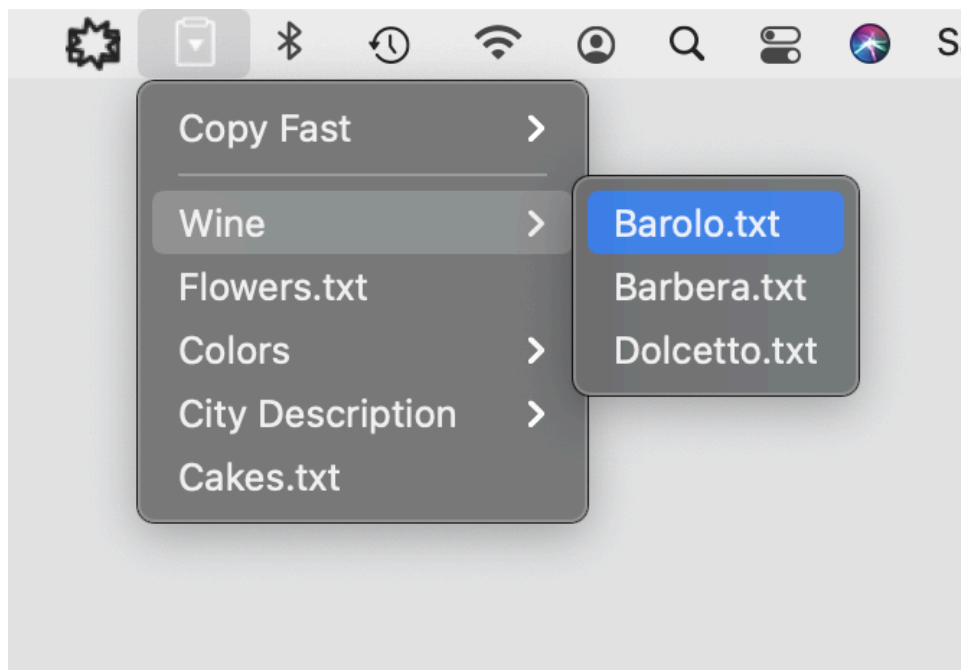 S
Copy Fast
Wine
Flowers.txt
Colors
City Description
Cakes.txt
Barolo.txt
Barbera.txt
Dolcetto.txt